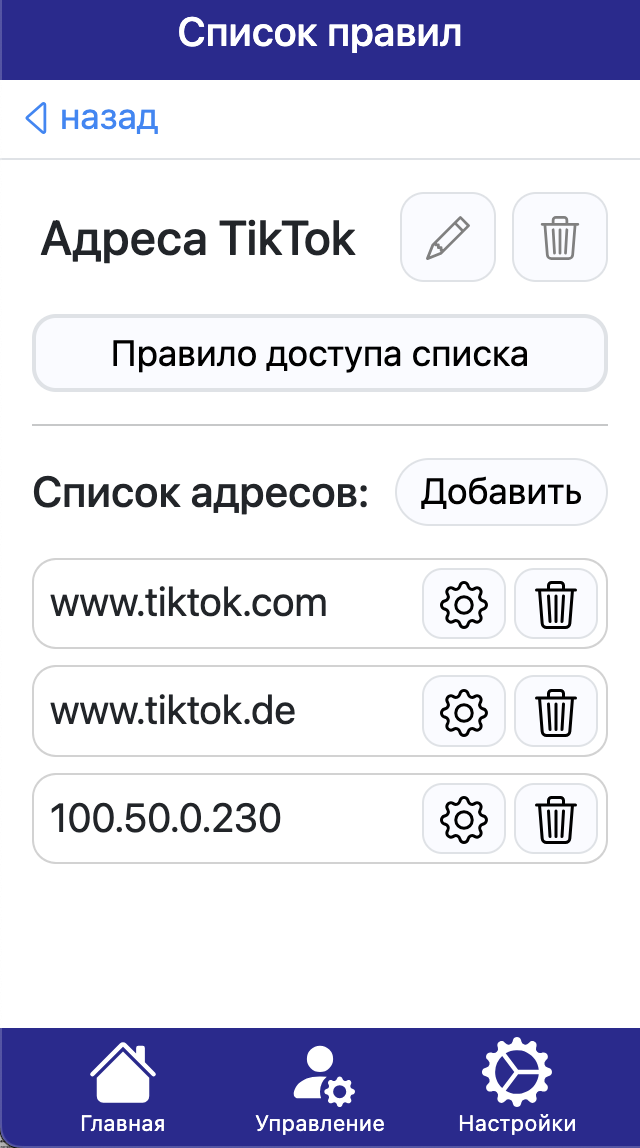 Список правил
назад
Адреса TikTok
Правило доступа списка
Список адресов: Добавить
www.tiktok.com
www.tiktok.de
100.50.0.230
Главная Управление Настройки